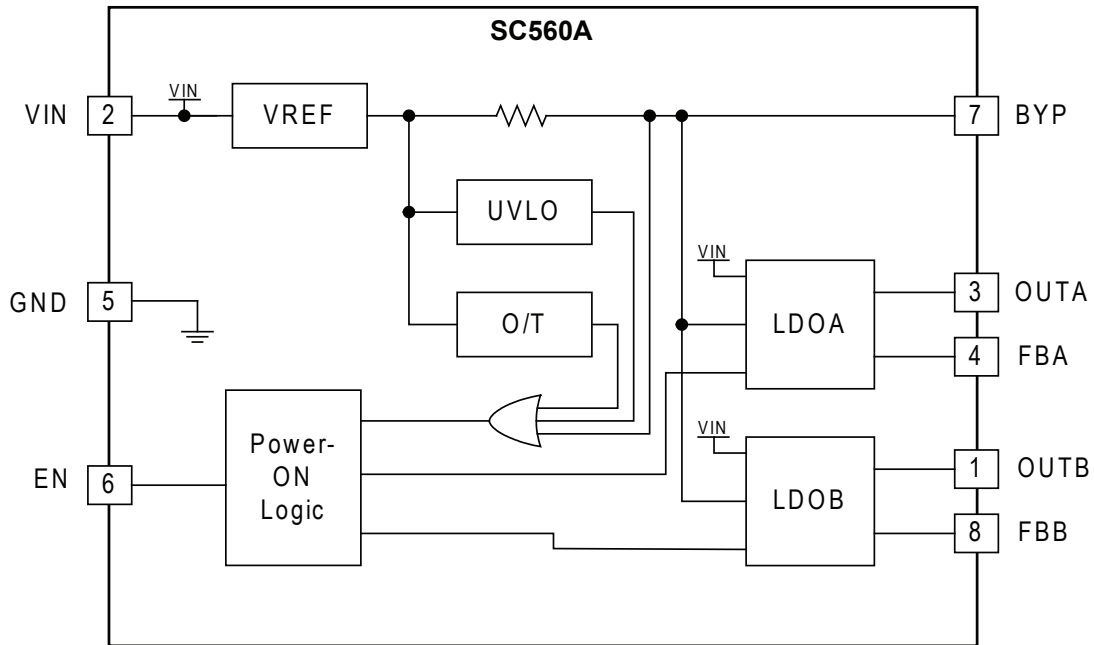 SC560A
VIN
2
VIN
VREF
7
BYP
UVLO
GND
5
O/T
VIN
LDOA
3
OUTA
4
FBA
EN
6
Power-
ON
Logic
VIN
LDOB
1
OUTB
8
FBB